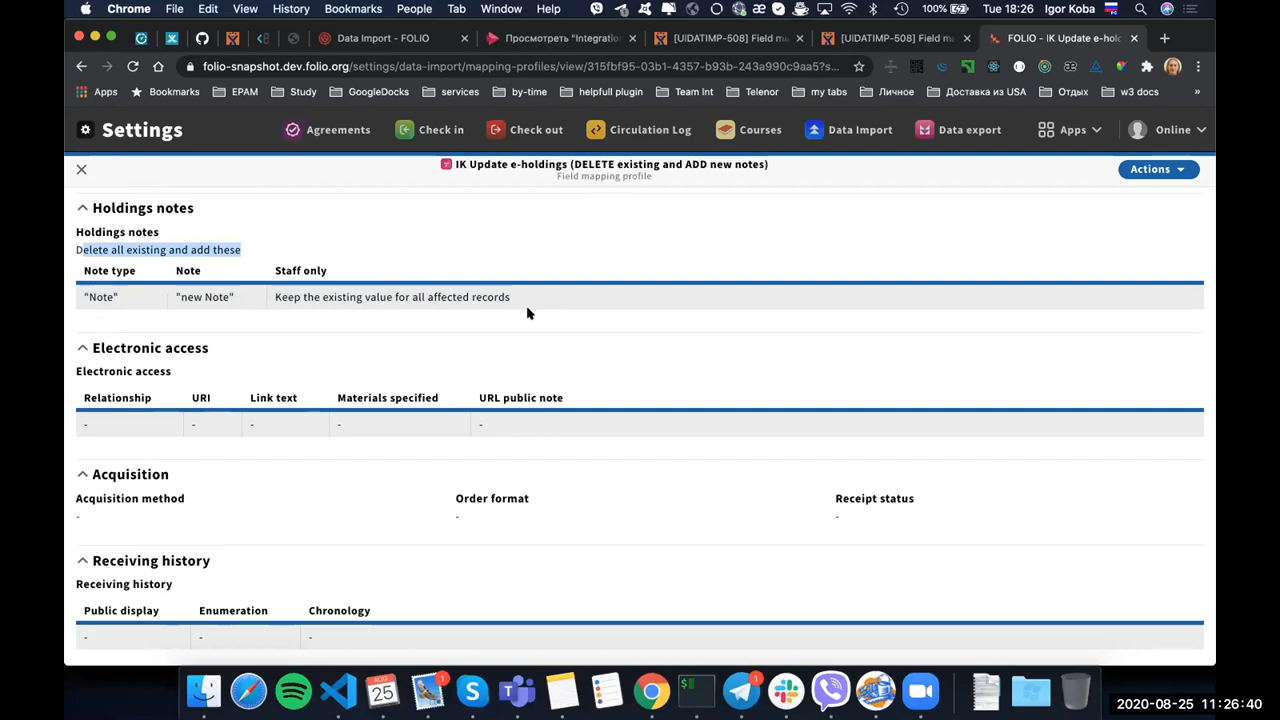 Chrome File Edit View History Bookmarks People Tab Window Help 100% Tue 18:26 Igor Koba
Data Import - FOLIO × Просмотреть "Integratio × [UIDATIMP-508] Field m × [UIDATIMP-508] Field m × FOLIO - IK Update e-hold ×
folio-snapshot.dev.folio.org/settings/data-import/mapping-profiles/view/315fbf95-03b1-4357-b93b-243a990c9aa5?s...
Apps Bookmarks EPAM Study GoogleDocks services by-time helpfull plugin Team Int Telenor my tabs Личное Доставка из USA Отдых w3 docs »
Settings Agreements Check in Check out Circulation Log Courses Data Import Data export Apps Online
IK Update e-holdings (DELETE existing and ADD new notes)
Field mapping profile
Actions
Holdings notes
Holdings notes
Delete all existing and add these
Note type Note Staff only
"Note" "new Note" Keep the existing value for all affected records
Electronic access
Electronic access
Relationship URI Link text Materials specified URL public note
- - - - -
Acquisition
Acquisition method Order format Receipt status
- - -
Receiving history
Receiving history
Public display Enumeration Chronology
- - -
AUG
25
1
1
$
2020-08-25 11:26:40